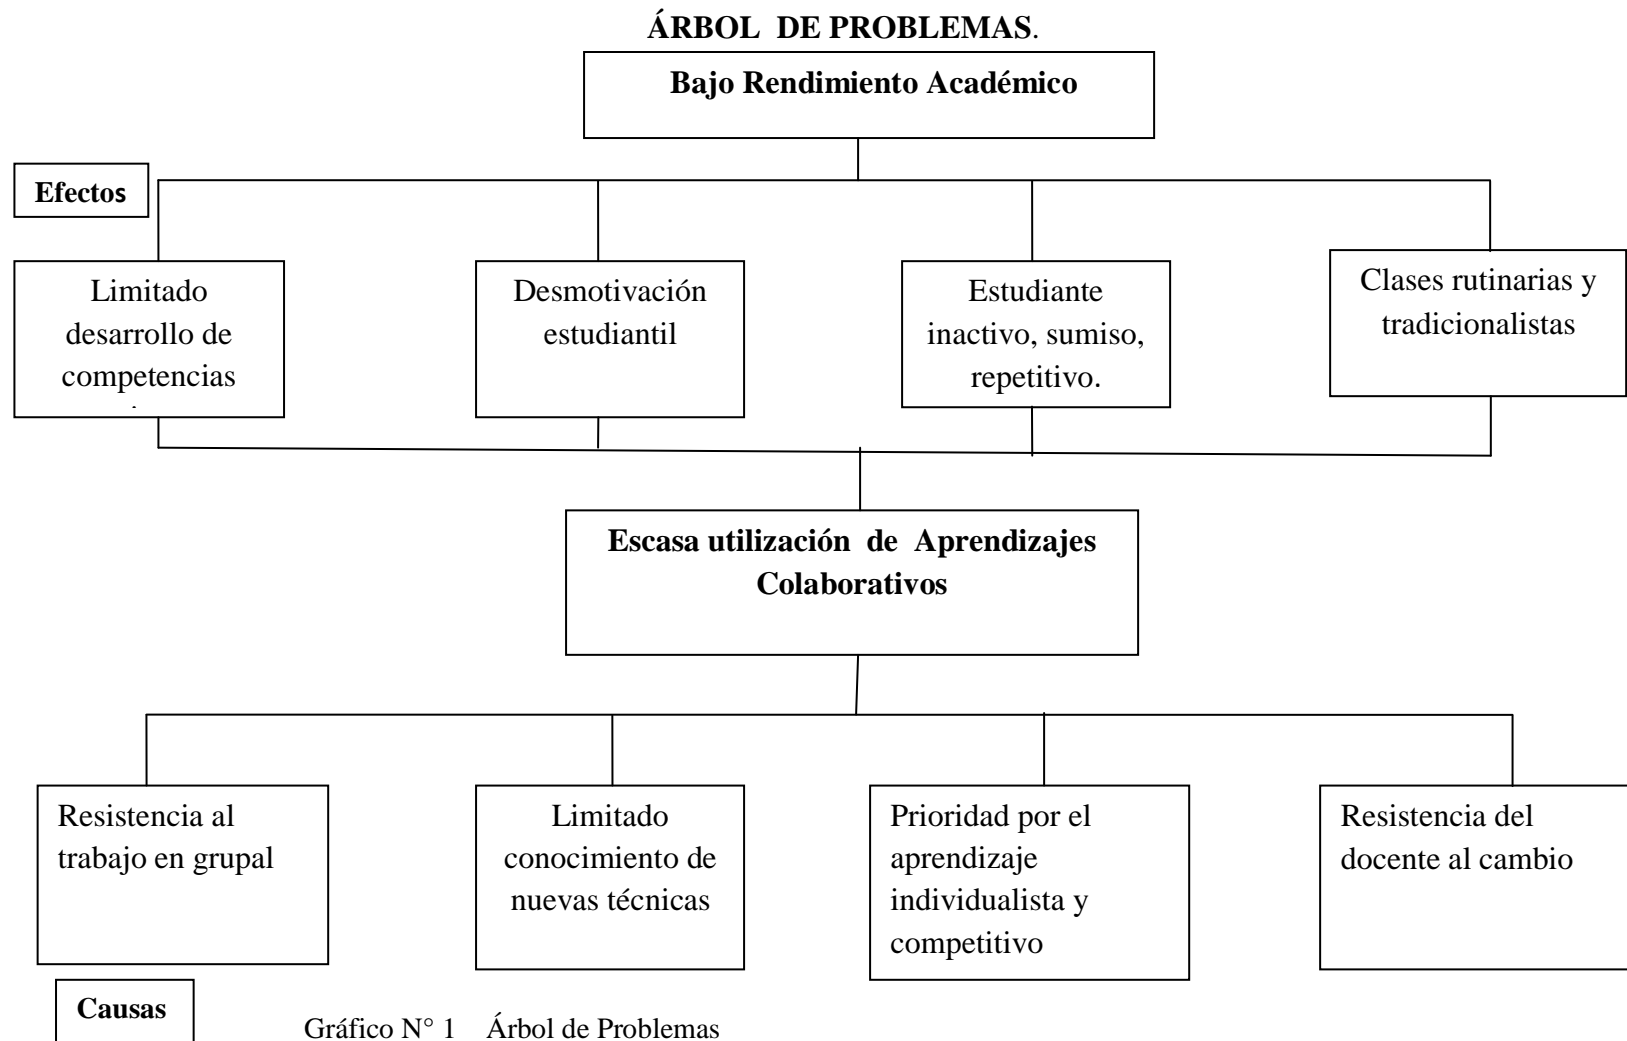 ÁRBOL DE PROBLEMAS.
Bajo Rendimiento Académico
Efectos
Limitado
desarrollo de
competencias
Desmotivación
estudiantil
Estudiante
inactivo, sumiso,
repetitivo.
Clases rutinarias y
tradicionalistas
Escasa utilización de Aprendizajes
Colaborativos
Resistencia al
trabajo en grupal
Limitado
conocimiento de
nuevas técnicas
Prioridad por el
aprendizaje
individualista y
competitivo
Resistencia del
docente al cambio
Causas
Gráfico N° 1 Árbol de Problemas